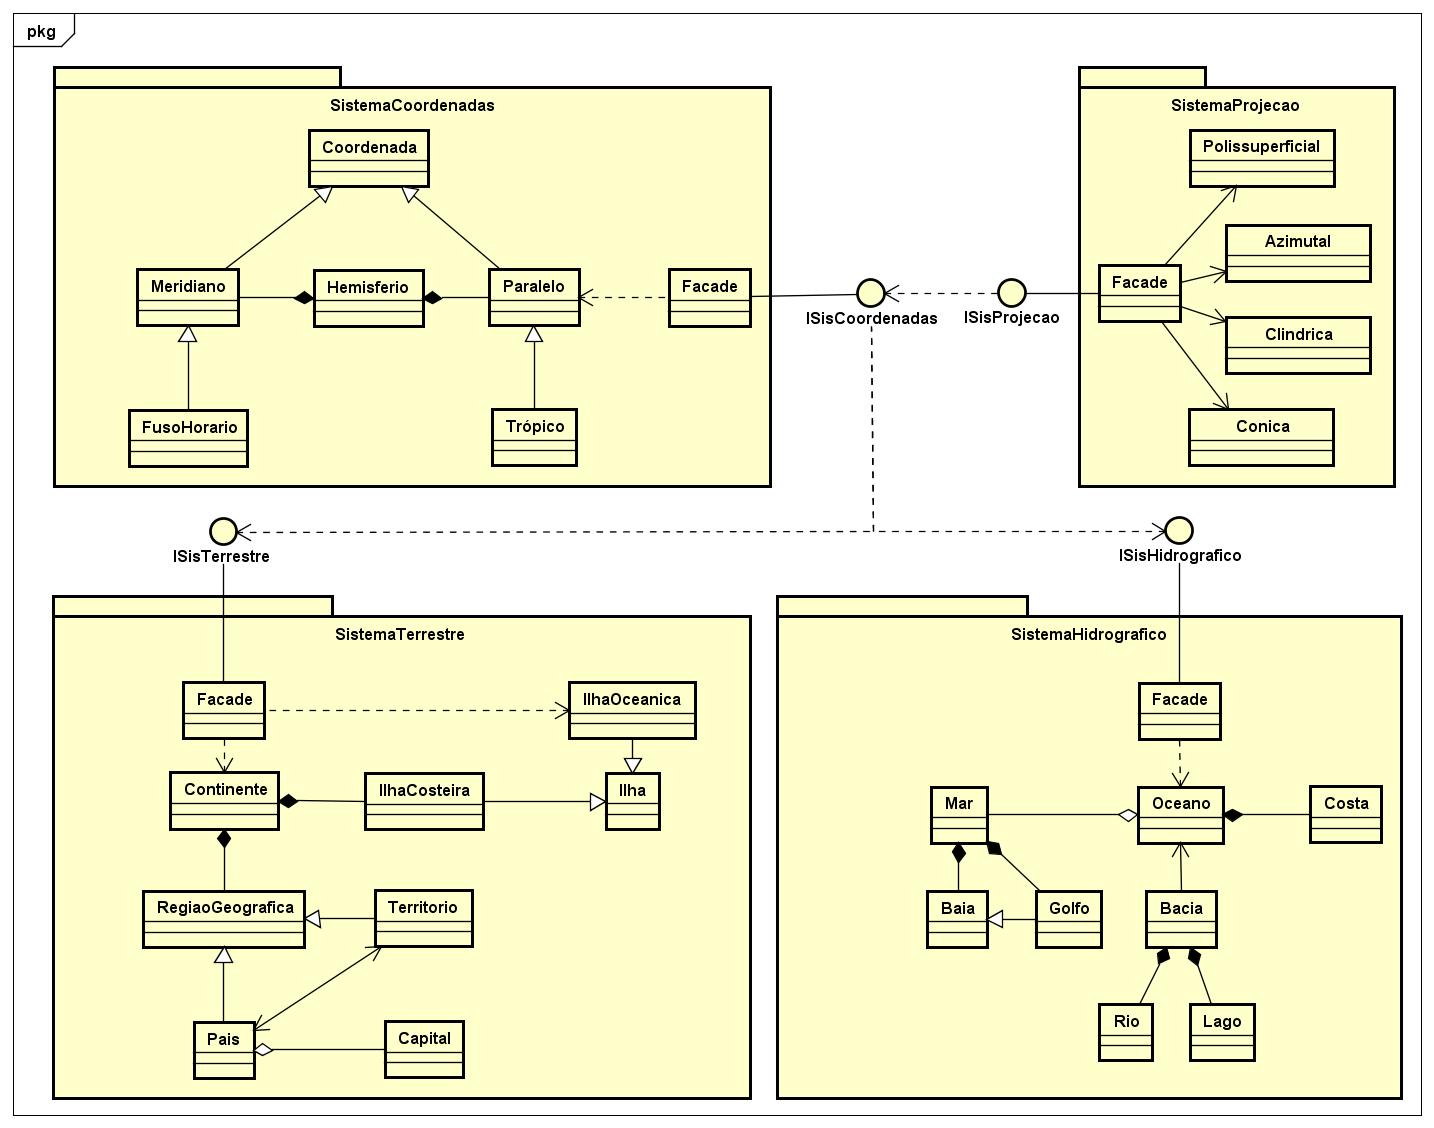 pkg
SistemaCoordenadas
Coordenada
Meridiano
Hemisferio
Paralelo
Facade
FusoHorario
Trópico
ISisCoordenadas
ISisProjecao
SistemaProjecao
Polissuperficial
Azimutal
Facade
Clindrica
Conica
ISisTerrestre
ISisHidrografico
SistemaTerrestre
Facade
IlhaOceanica
Continente
IlhaCosteira
Ilha
RegiaoGeografica
Territorio
Pais
Capital
SistemaHidrografico
Facade
Mar
Oceano
Costa
Baia
Golfo
Bacia
Rio
Lago